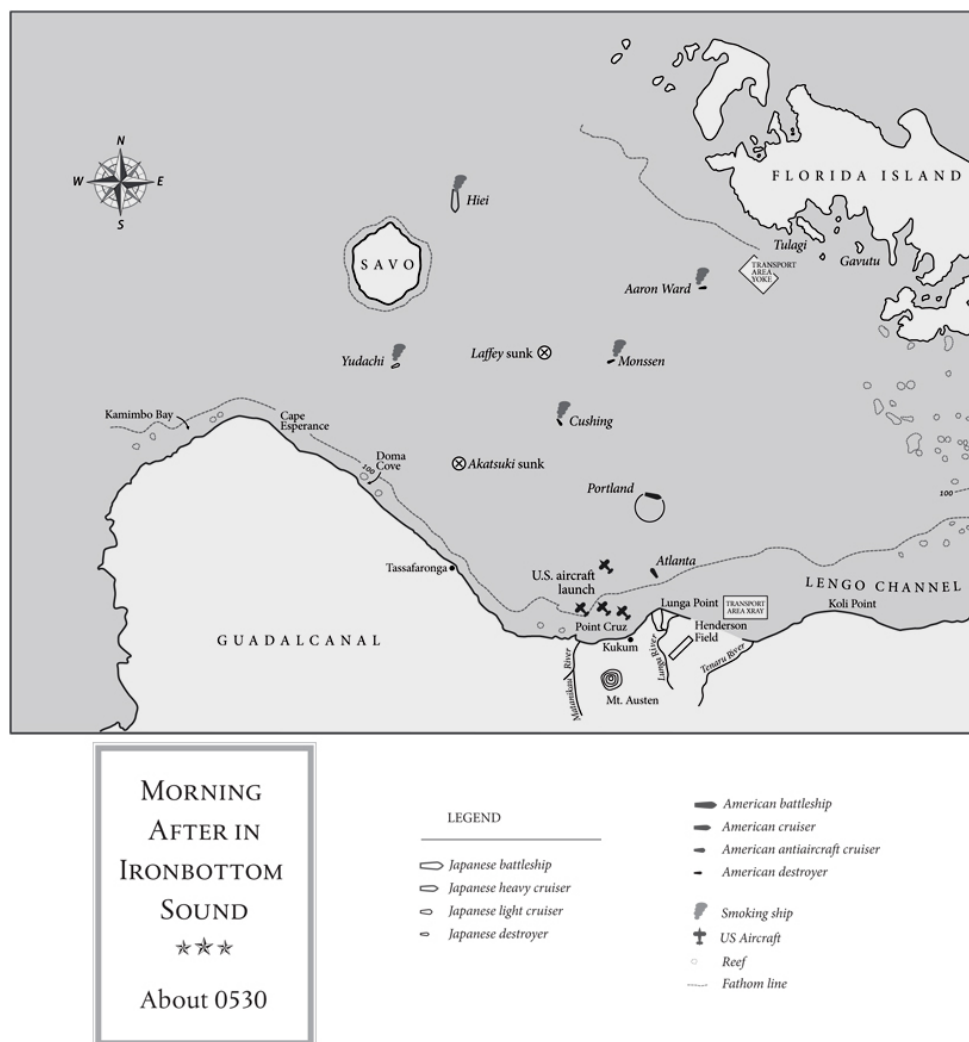 N
W
E
S
Hiei
SAVO
FLORIDA ISLAND
Tulagi
Gavutu
TRANSPORT
AREA
YOKE
Aaron Ward
Yudachi
Laffey sunk
Monssen
Kamimbo Bay
Cape
Esperance
Cushing
Doma
Cove
100
Akatsuki sunk
Portland
100
Tassafaronga
U.S. aircraft
launch
Atlanta
LENGO CHANNEL
Lunga Point
TRANSPORT
AREA XRAY
Koli Point
Point Cruz
Henderson
Field
GUADALCANAL
Kukum
Matanikau River
Lunga River
Tenaru River
Mt. Austen
MORNING
AFTER IN
IRONBOTTOM
SOUND
About 0530
LEGEND
Japanese battleship
Japanese heavy cruiser
Japanese light cruiser
Japanese destroyer
American battleship
American cruiser
American antiaircraft cruiser
American destroyer
Smoking ship
US Aircraft
Reef
Fathom line